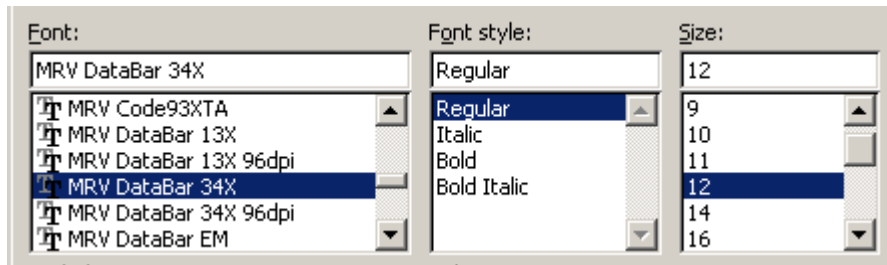 Font:
MRV DataBar 34X
MRV Code93XTA
MRV DataBar 13X
MRV DataBar 13X 96dpi
MRV DataBar 34X
MRV DataBar 34X 96dpi
MRV DataBar EM
Font style:
Regular
Regular
Italic
Bold
Bold Italic
Size:
12
9
10
11
12
14
16